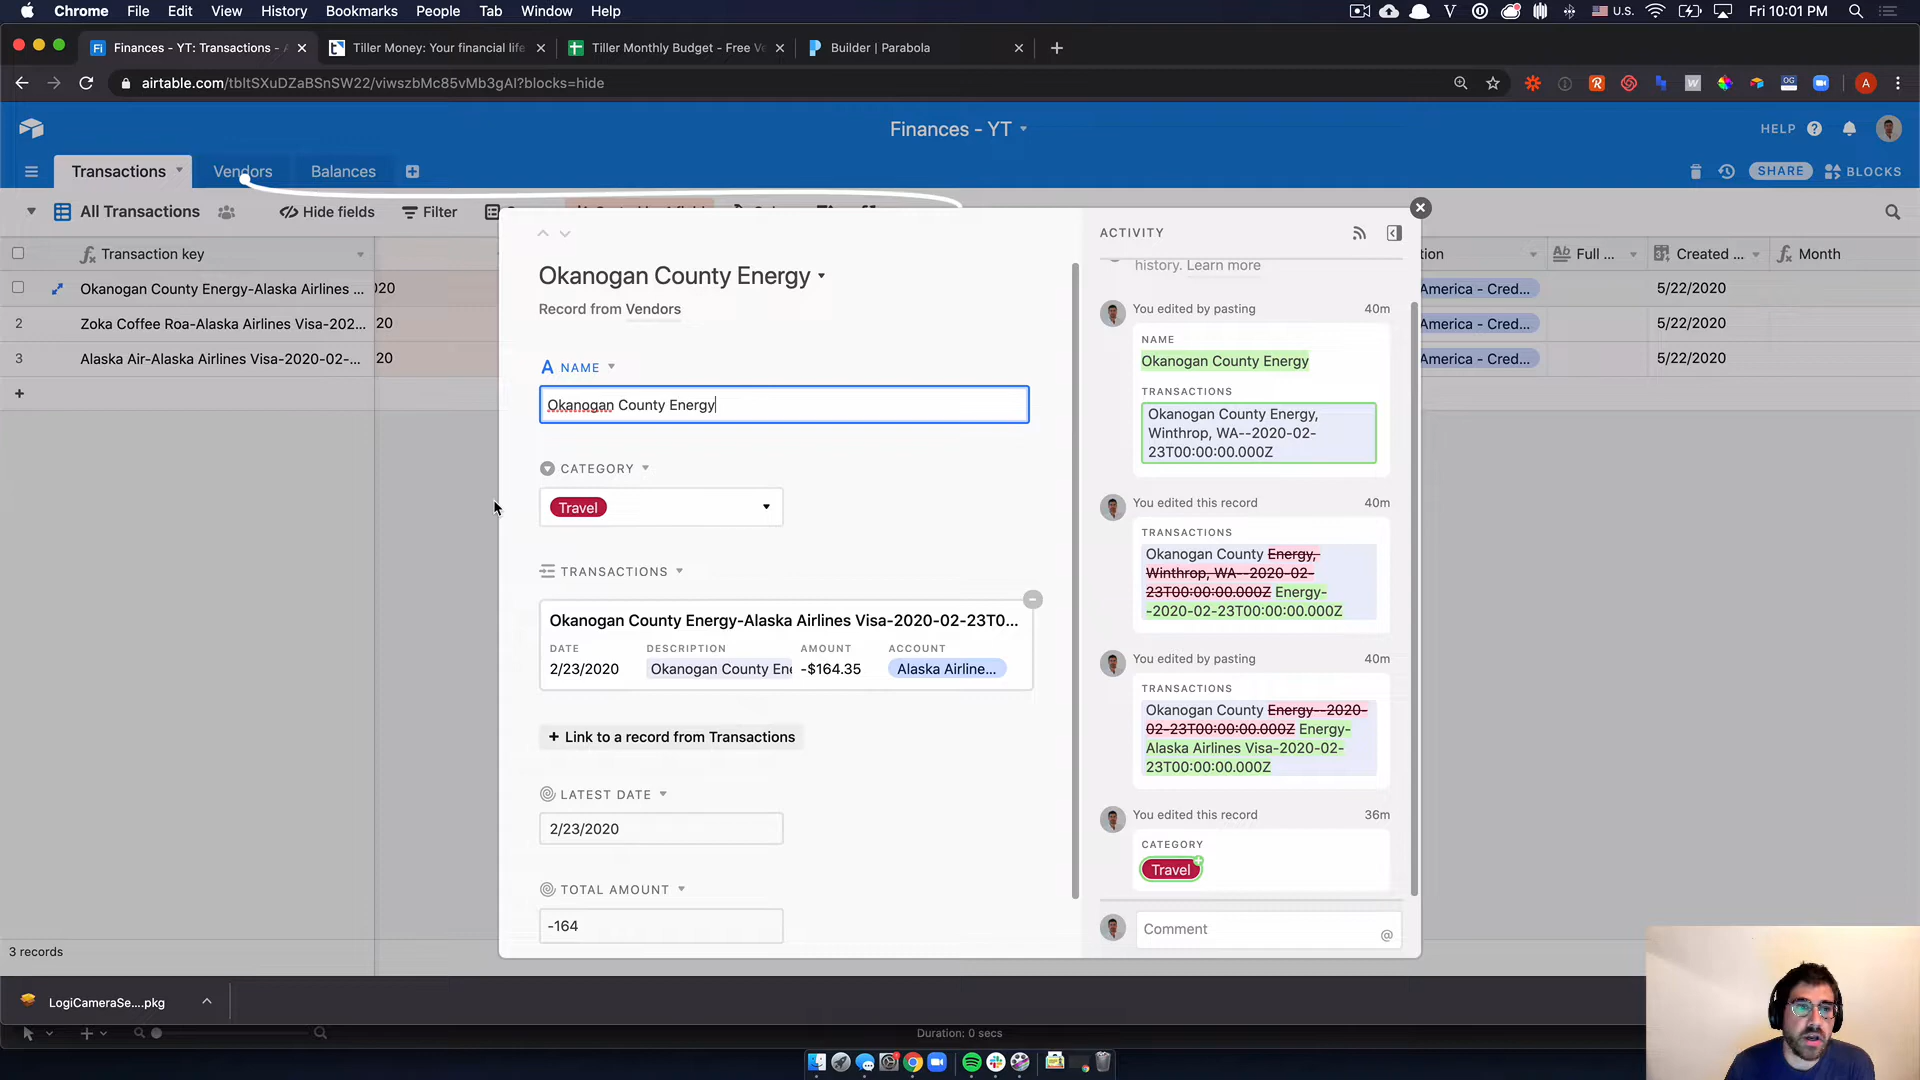 Chrome File Edit View History Bookmarks People Tab Window Help
U.S. Fri 10:01 PM
Finances - YT: Transactions - A
Tiller Money: Your financial life
Tiller Monthly Budget - Free Ve
Builder | Parabola
airtable.com/tbltSXuDZaBSnSW22/viwszbMc85vMb3gAI?blocks=hide
Finances - YT
HELP
Transactions Vendors Balances
SHARE BLOCKS
All Transactions Hide fields Filter
Transaction key
tion Full ... Created ... Month
Okanogan County Energy-Alaska Airlines ... 020 America - Cred... 5/22/2020
2 Zoka Coffee Roa-Alaska Airlines Visa-202... 20 America - Cred... 5/22/2020
3 Alaska Air-Alaska Airlines Visa-2020-02-... 20 America - Cred... 5/22/2020
Okanogan County Energy
Record from Vendors
NAME
Okanogan County Energy
CATEGORY
Travel
TRANSACTIONS
Okanogan County Energy-Alaska Airlines Visa-2020-02-23T0...
DATE DESCRIPTION AMOUNT ACCOUNT
2/23/2020 Okanogan County Ene -$164.35 Alaska Airline...
+ Link to a record from Transactions
LATEST DATE
2/23/2020
TOTAL AMOUNT
-164
ACTIVITY
history. Learn more
You edited by pasting 40m
NAME
Okanogan County Energy
TRANSACTIONS
Okanogan County Energy,
Winthrop, WA--2020-02-
23T00:00:00.000Z
You edited this record 40m
TRANSACTIONS
Okanogan County Energy,
Winthrop, WA--2020-02-
23T00:00:00.000Z Energy-
-2020-02-23T00:00:00.000Z
You edited by pasting 40m
TRANSACTIONS
Okanogan County Energy--2020-
02-23T00:00:00.000Z Energy-
Alaska Airlines Visa-2020-02-
23T00:00:00.000Z
You edited this record 36m
CATEGORY
Travel
Comment @
3 records
LogiCameraSe....pkg
Duration: 0 secs